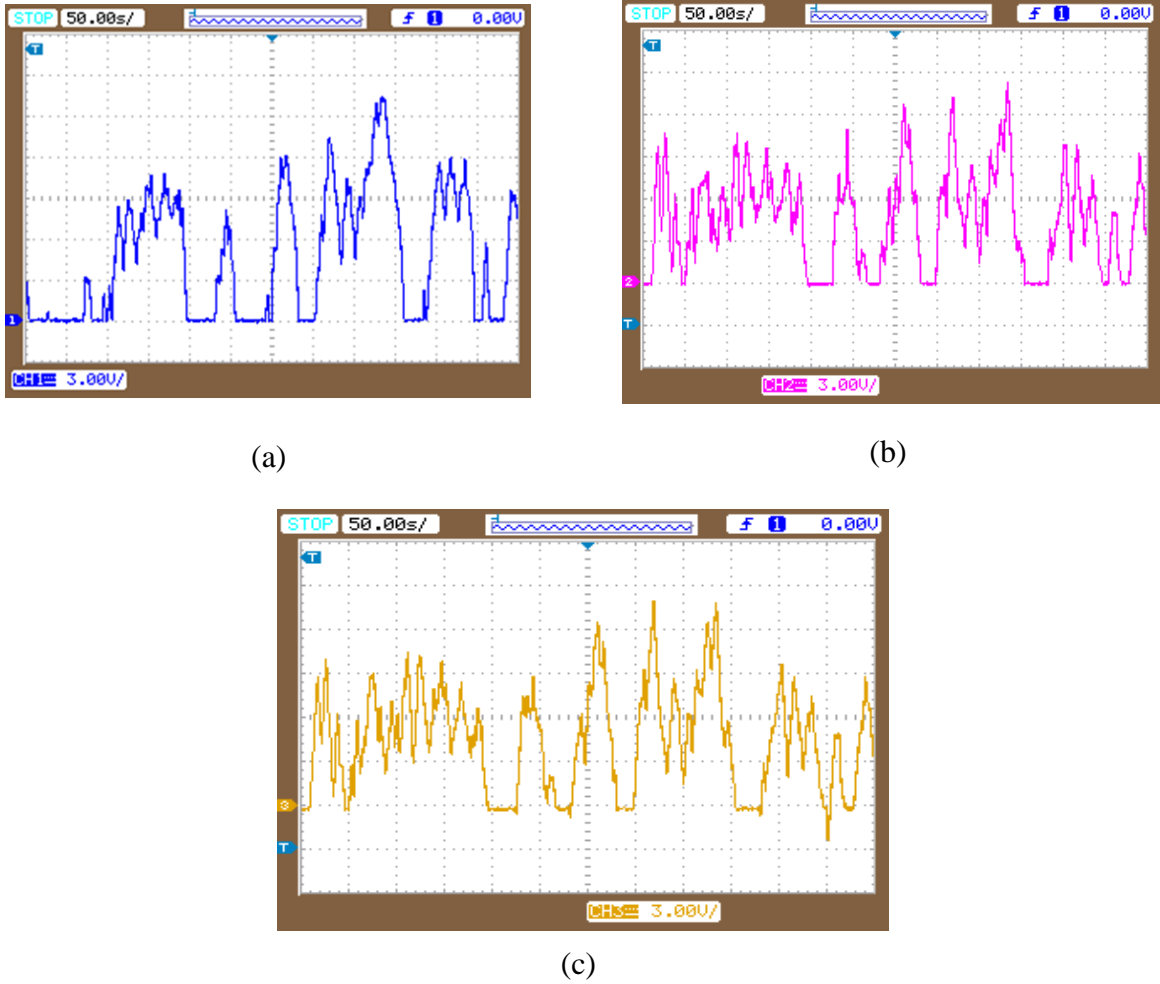 STOP 50.00s/ 1 0.00V
T
1
CH1 3.00V/
(a)
STOP 50.00s/ 1 0.00V
T
2
T
CH2 3.00V/
(b)
STOP 50.00s/ 1 0.00V
T
3
T
CH3 3.00V/
(c)